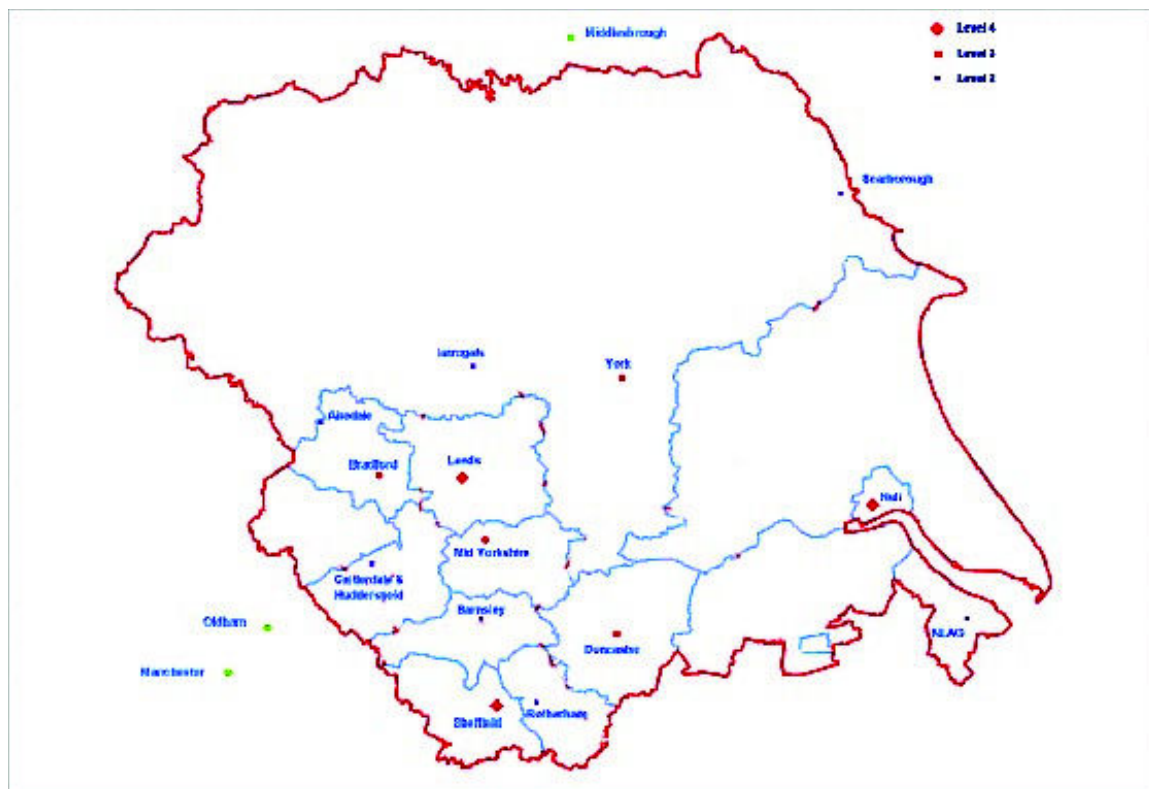 Middlesbrough
Level 4
Level 3
Level 2
Scarborough
Harrogate
York
Airedale
Bradford
Leeds
Hull
Mid Yorkshire
Calderdale &
Huddersfield
Barnsley
Oldham
Doncaster
NLAG
Manchester
Sheffield
Rotherham